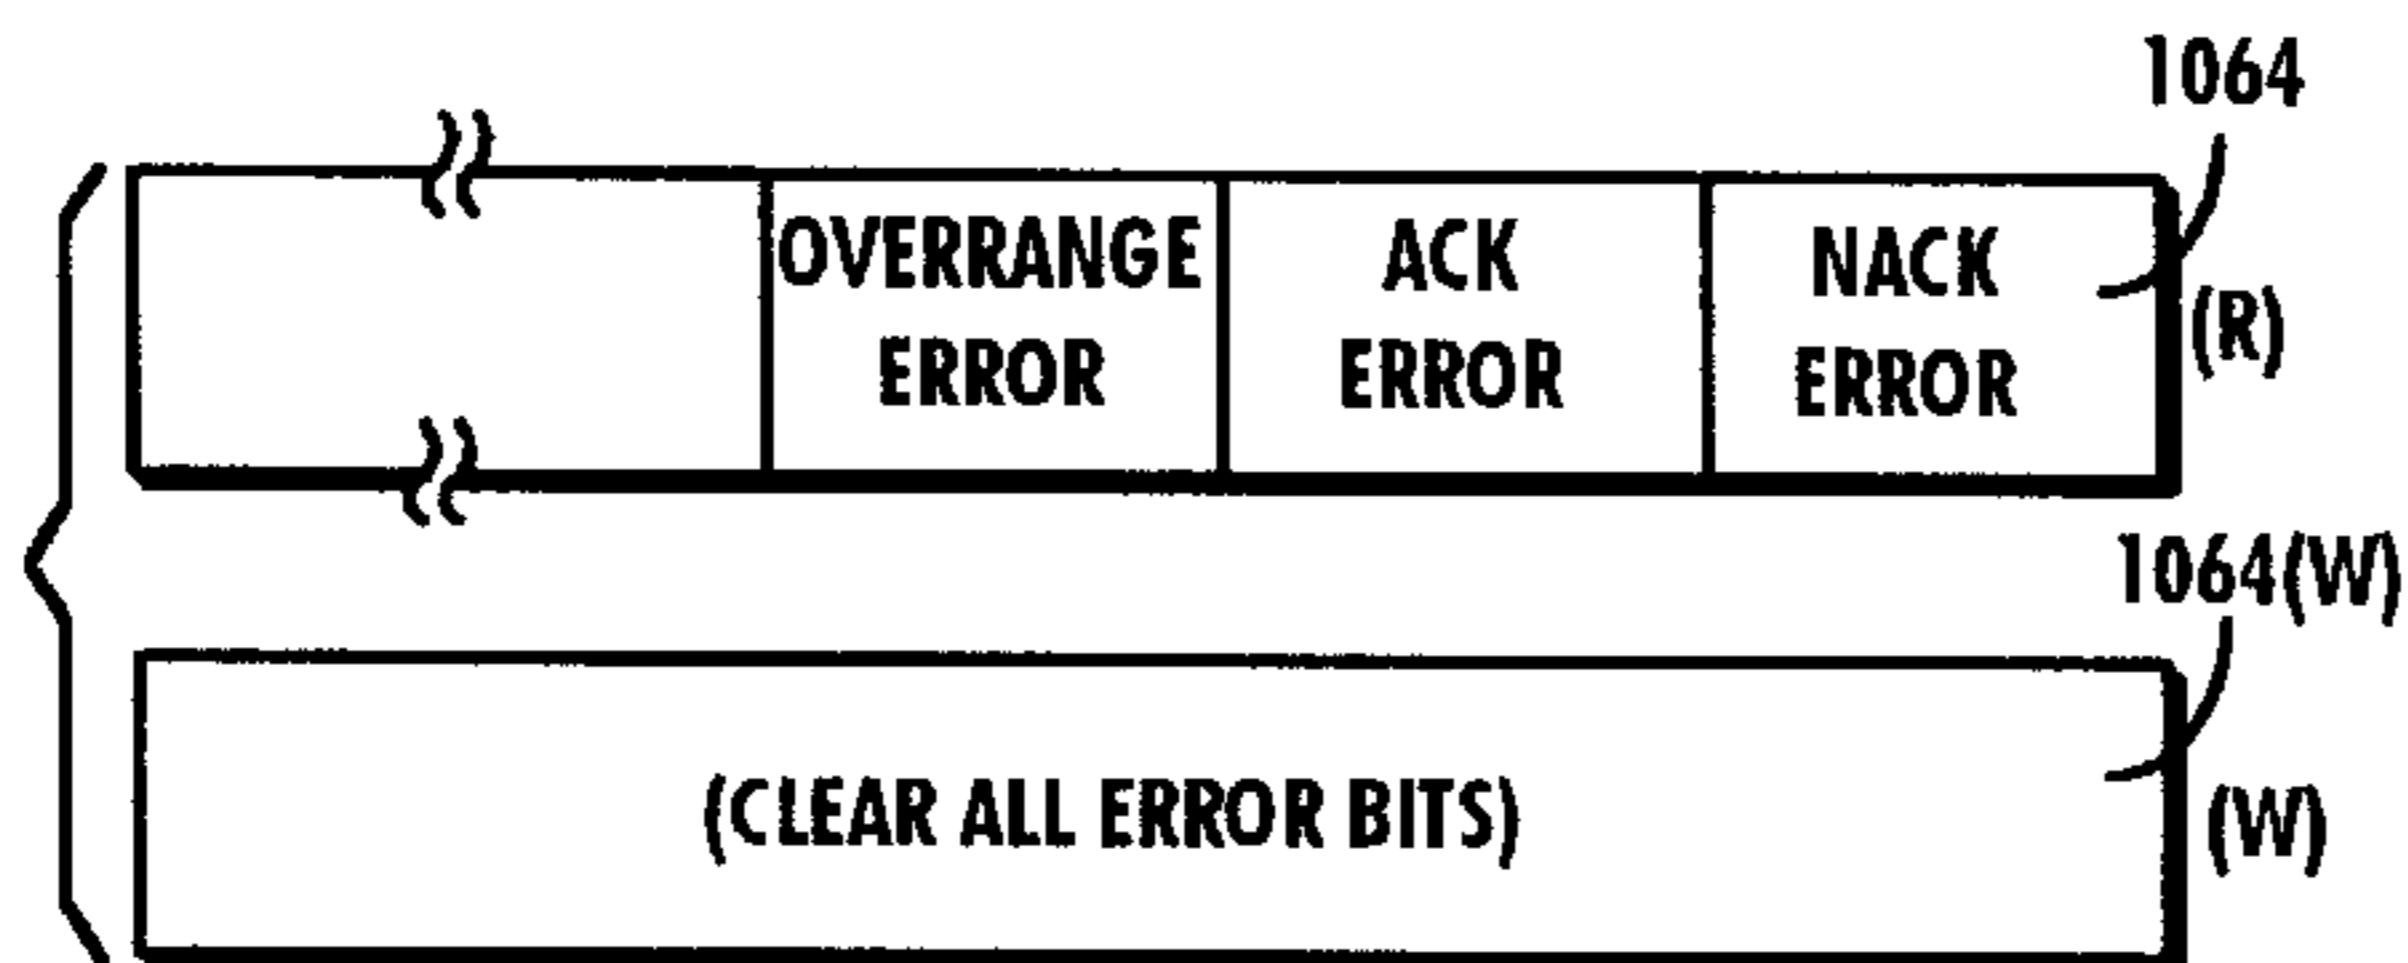 1064
OVERRANGE
ERROR
ACK
ERROR
NACK
ERROR
(R)
1064(W)
(CLEAR ALL ERROR BITS)
(W)